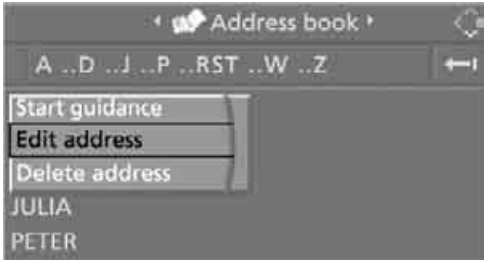 Address book
A ..D ..J ..P ..RST ..W ..Z
Start guidance
Edit address
Delete address
JULIA
PETER